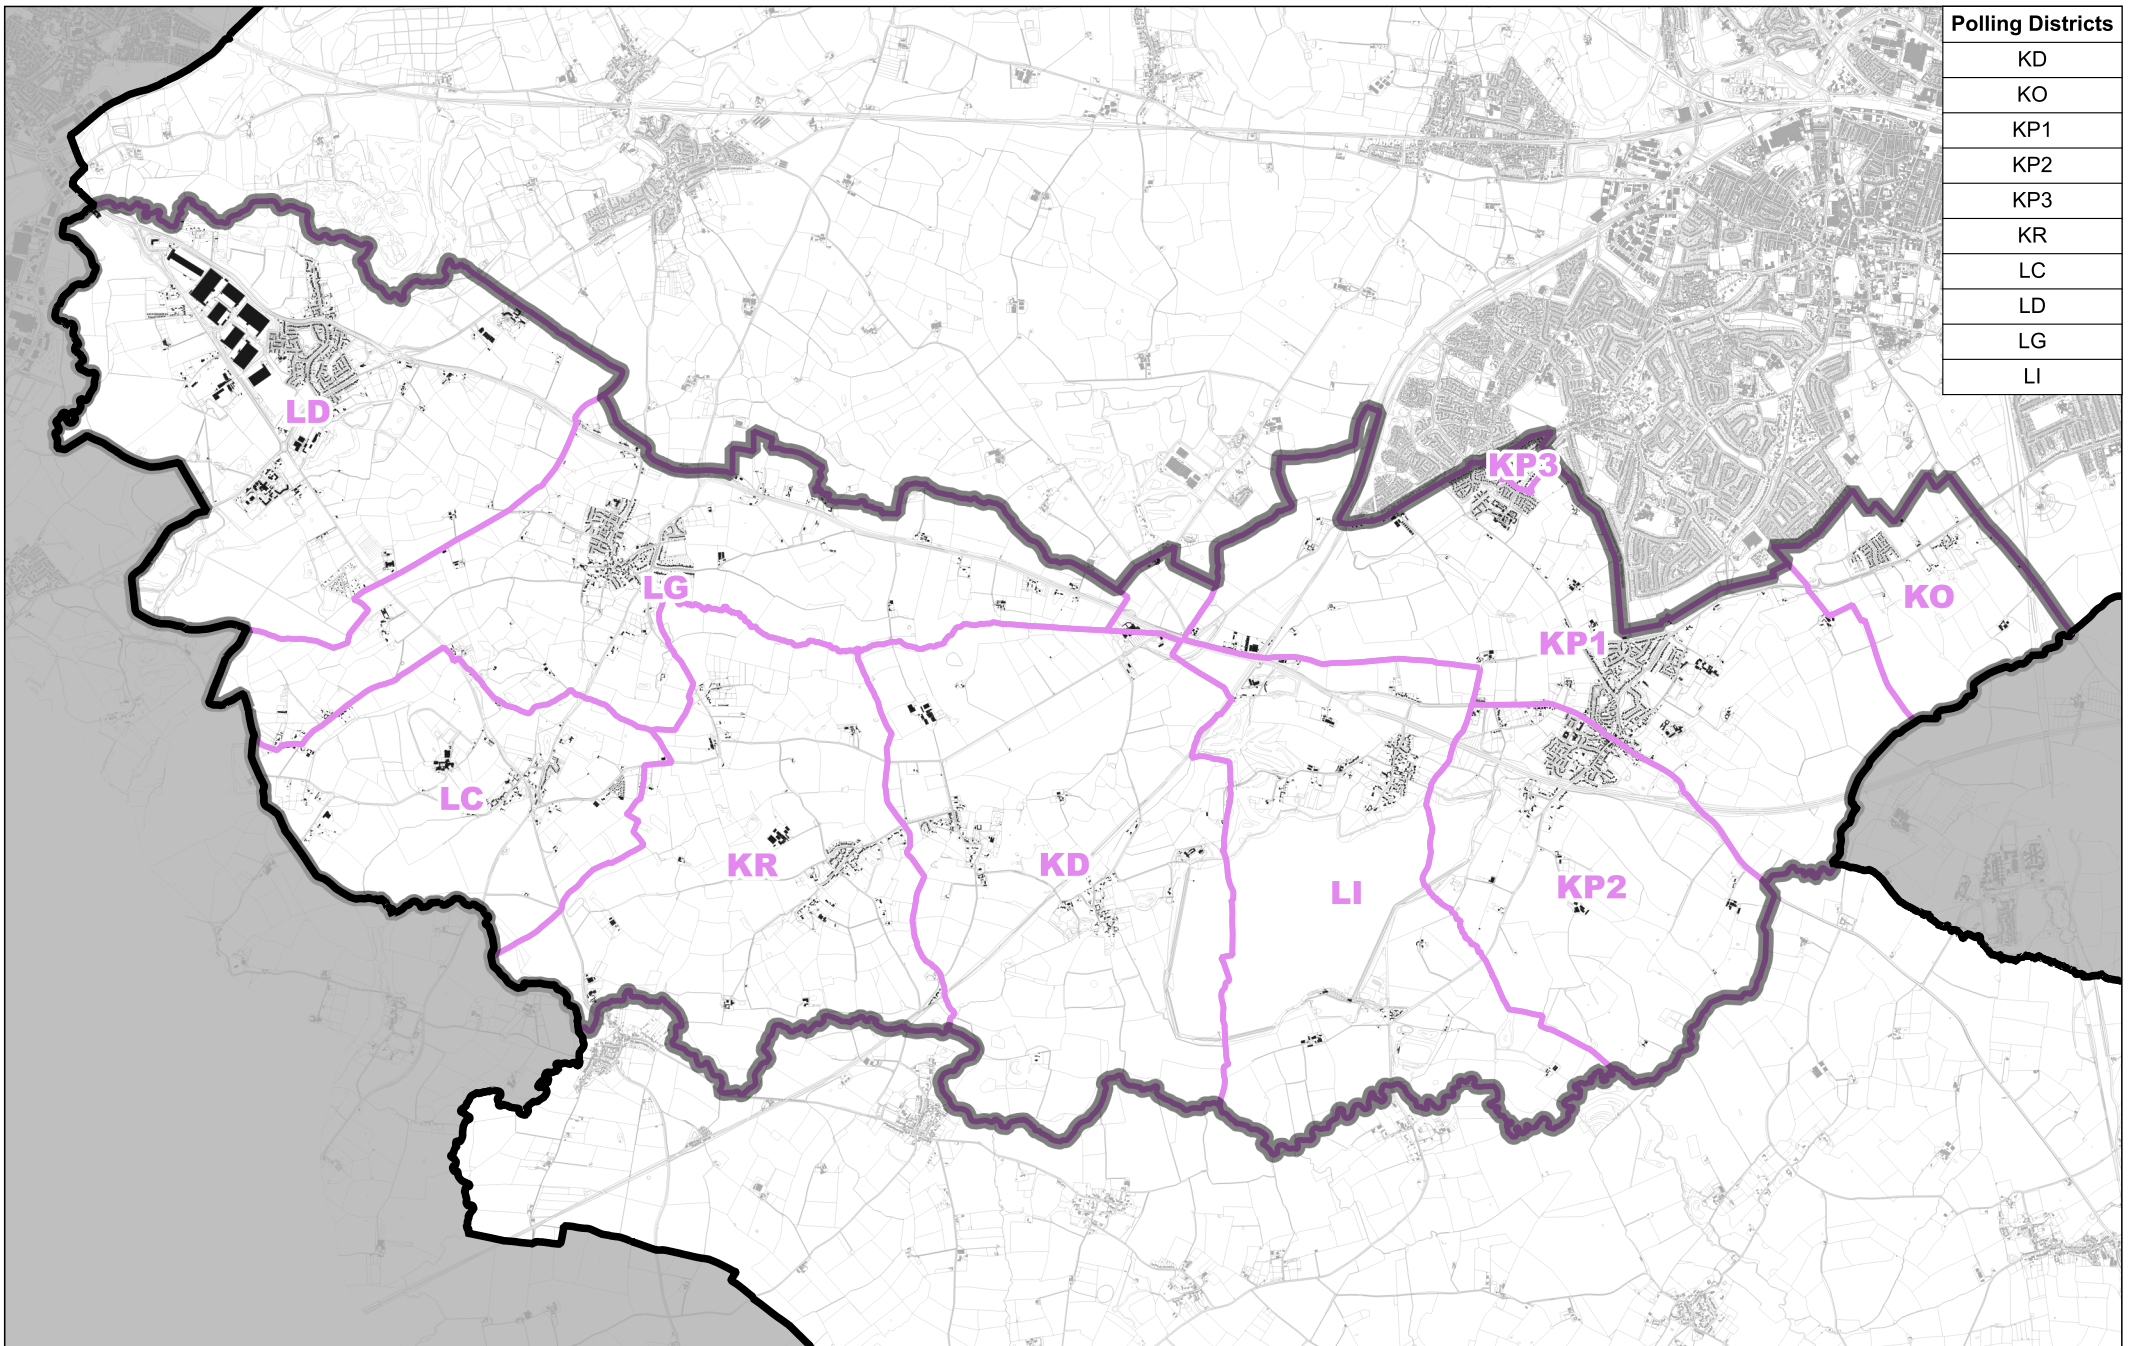 Polling Districts
KD
KO
KP1
KP2
KP3
KR
LC
LD
LG
LI
LD
KP3
LG
KO
KP1
LC
KR
KD
LI
KP2